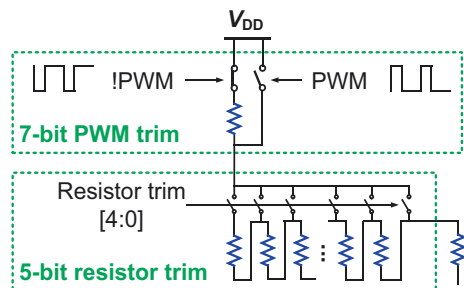 VDD
!PWM
PWM
7-bit PWM trim
Resistor trim
[4:0]
5-bit resistor trim